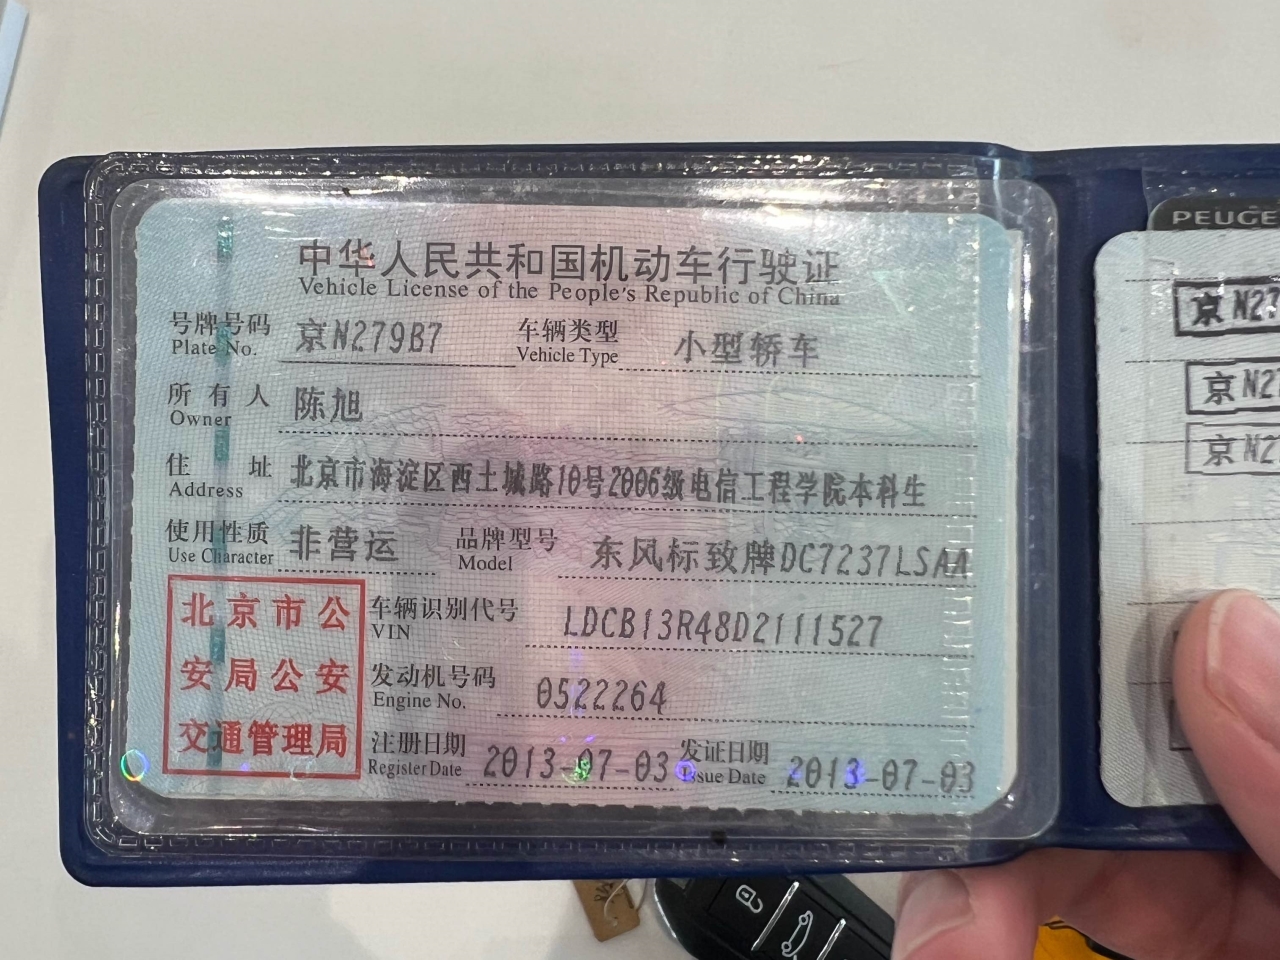 中华人民共和国机动车行驶证
Vehicle License of the People's Republic of China
号牌号码 京N279B7 车辆类型 小型轿车
Plate No. Vehicle Type
所有人 陈旭
Owner
住址 北京市海淀区西土城路10号2006级电信工程学院本科生
Address
使用性质 非营运 品牌型号 东风标致牌DC7237LSAA
Use Character Model
北京市公
安局公安
交通管理局
车辆识别代号 LDCB13R48D2111527
VIN
发动机号码 0522264
Engine No.
注册日期 2013-07-03 发证日期 2013-07-03
Register Date Issue Date
PEUGE
京N27
京N27
京N27